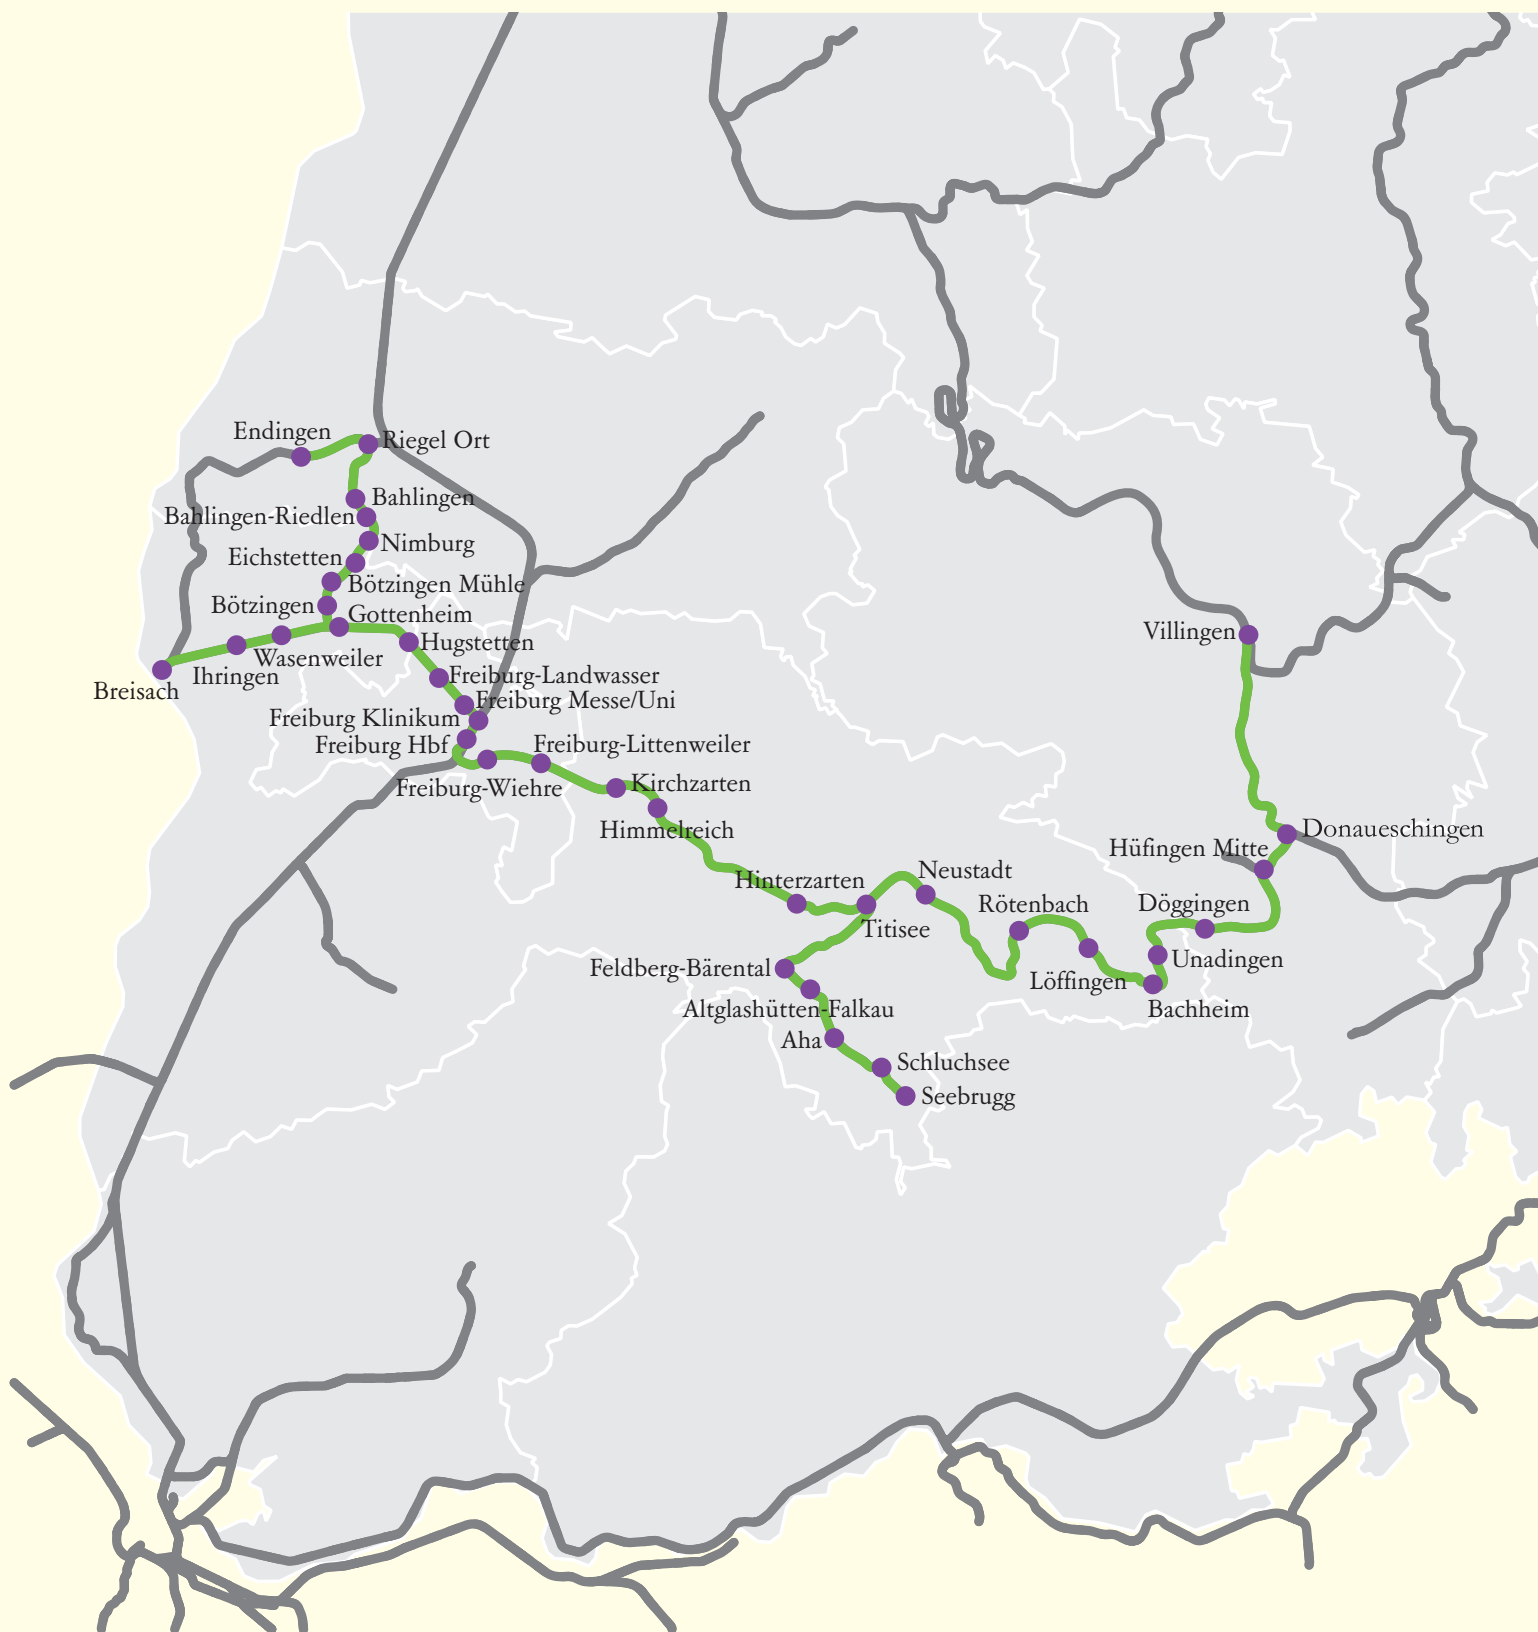 Endingen
Riegel Ort
Bahlingen
Bahlingen-Riedlen
Nimburg
Eichstetten
Bötzingen Mühle
Bötzingen
Gottenheim
Villingen
Hugstetten
Wasenweiler
Ihringen
Breisach
Freiburg-Landwasser
Freiburg Messe/Uni
Freiburg Klinikum
Freiburg Hbf
Freiburg-Littenweiler
Freiburg-Wiehre
Kirchzarten
Himmelreich
Donaueschingen
Hüfingen Mitte
Neustadt
Hinterzarten
Rötenbach
Döggingen
Titisee
Unadingen
Feldberg-Bärental
Löffingen
Altglashütten-Falkau
Bachheim
Aha
Schluchsee
Seebrugg